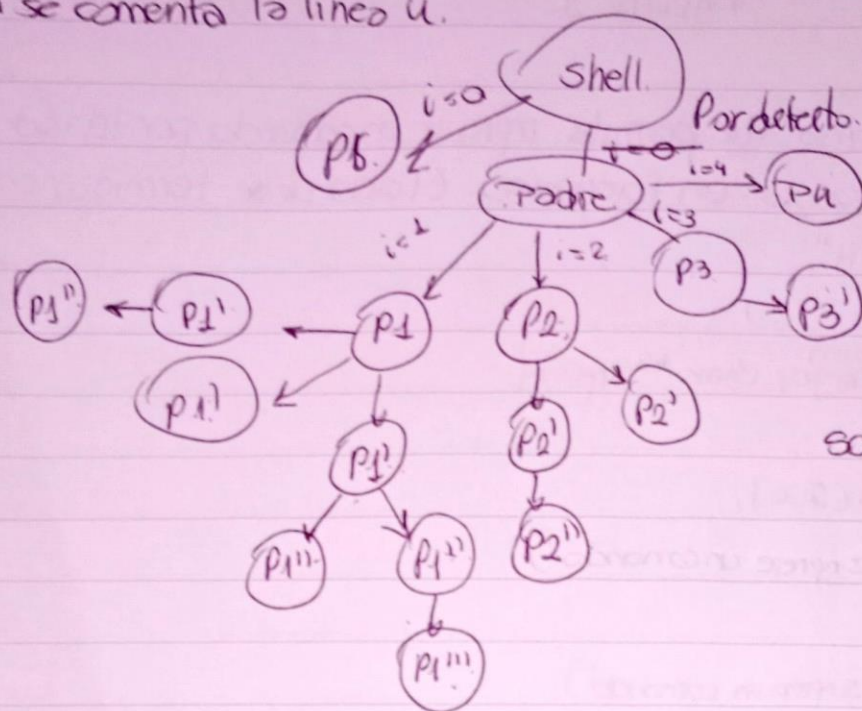 se comenta la línea 4.
Shell.
i=0
Por defecto.
P5.
i=0
Padre
i=4
P4
i=3
P3
P3'
i=1
i=2
P1''
P1'
P1
P2
P1'
P1'
P2'
P2'
P1''
P1''
P2''
P1'''